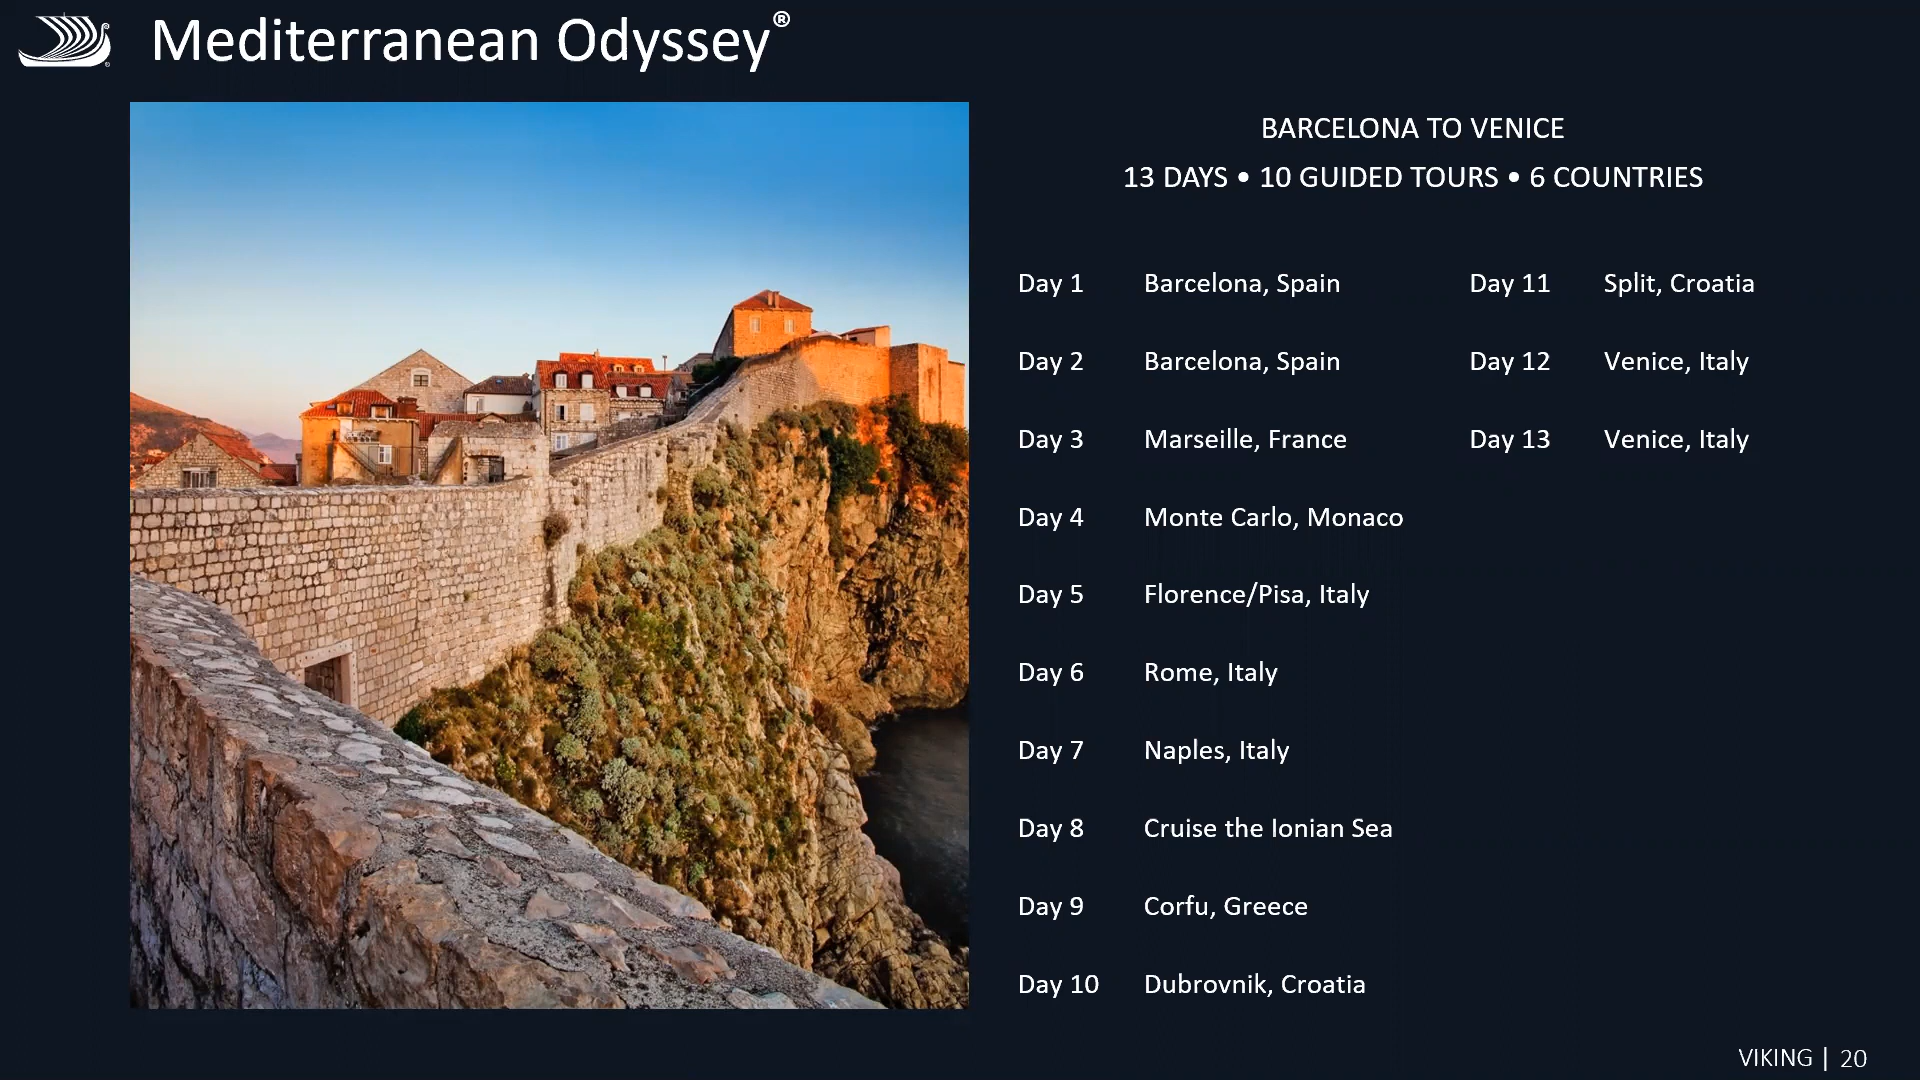 Mediterranean Odyssey®
BARCELONA TO VENICE
13 DAYS • 10 GUIDED TOURS • 6 COUNTRIES
Day 1 Barcelona, Spain
Day 2 Barcelona, Spain
Day 3 Marseille, France
Day 4 Monte Carlo, Monaco
Day 5 Florence/Pisa, Italy
Day 6 Rome, Italy
Day 7 Naples, Italy
Day 8 Cruise the Ionian Sea
Day 9 Corfu, Greece
Day 10 Dubrovnik, Croatia
Day 11 Split, Croatia
Day 12 Venice, Italy
Day 13 Venice, Italy
VIKING | 20